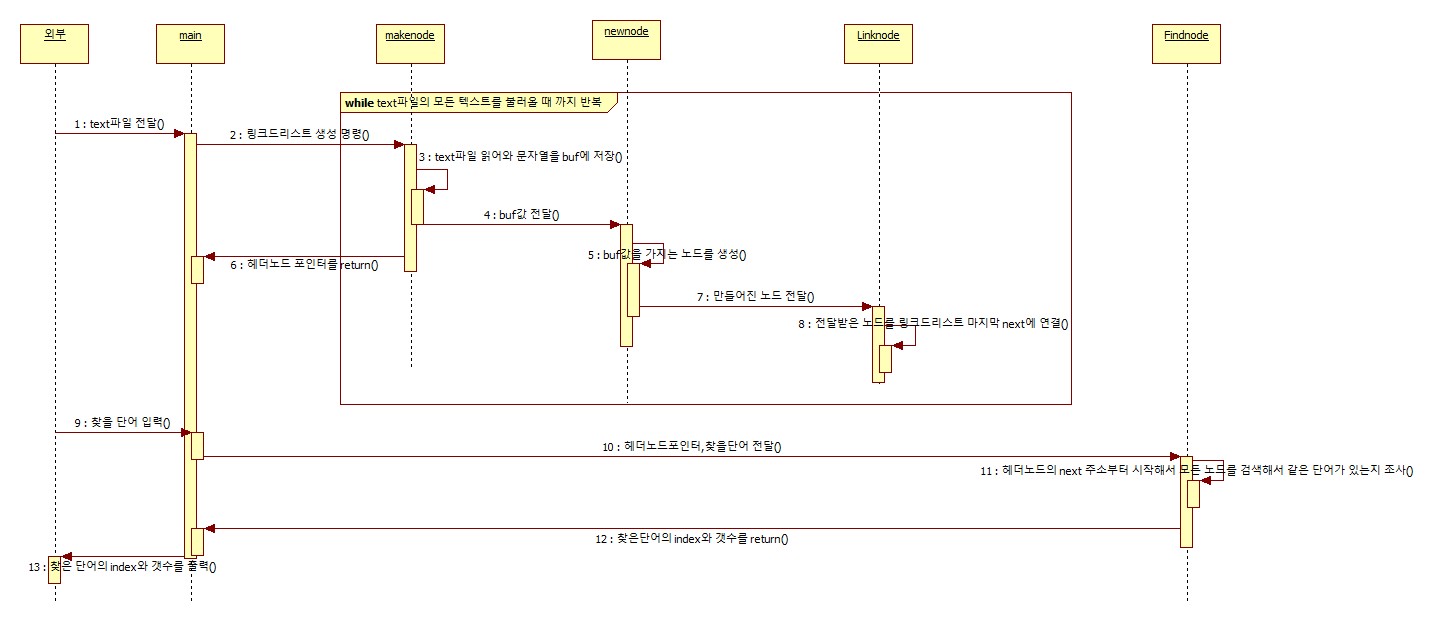 외부
main
makenode
newnode
Linknode
Findnode
while text파일의 모든 텍스트를 불러올 때 까지 반복
1 : text파일 전달()
2 : 링크드리스트 생성 명령()
3 : text파일 읽어와 문자열을 buf에 저장()
4 : buf값 전달()
5 : buf값을 가지는 노드를 생성()
6 : 헤더노드 포인터를 return()
7 : 만들어진 노드 전달()
8 : 전달받은 노드를 링크드리스트 마지막 next에 연결()
9 : 찾을 단어 입력()
10 : 헤더노드포인터,찾을단어 전달()
11 : 헤더노드의 next 주소부터 시작해서 모든 노드를 검색해서 같은 단어가 있는지 조사()
12 : 찾은단어의 index와 갯수를 return()
13 : 찾은 단어의 index와 갯수를 출력()